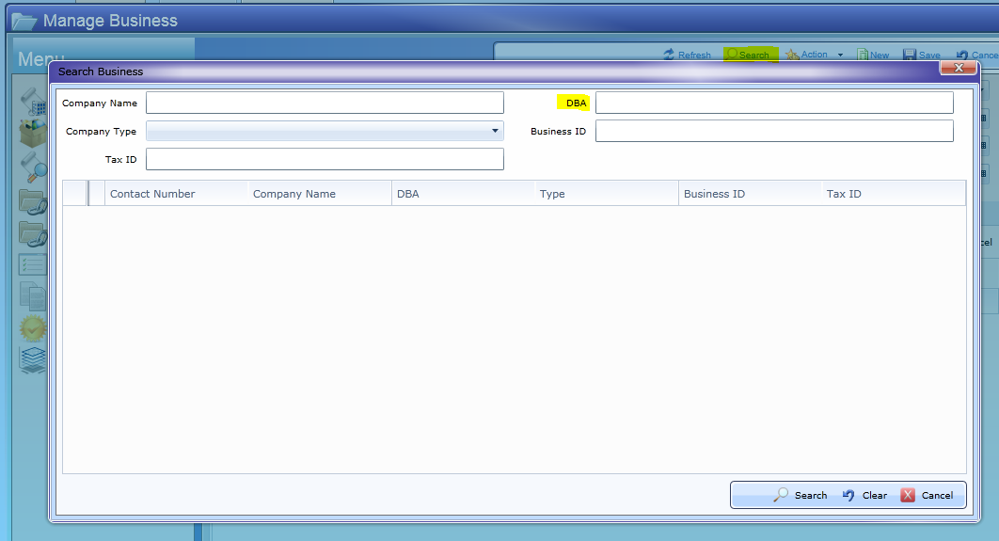 Manage Business
Menu
Refresh Search Action New Save Cance
Search Business
Company Name DBA
Company Type Business ID
Tax ID
Contact Number Company Name DBA Type Business ID Tax ID
cel
Search Clear Cancel